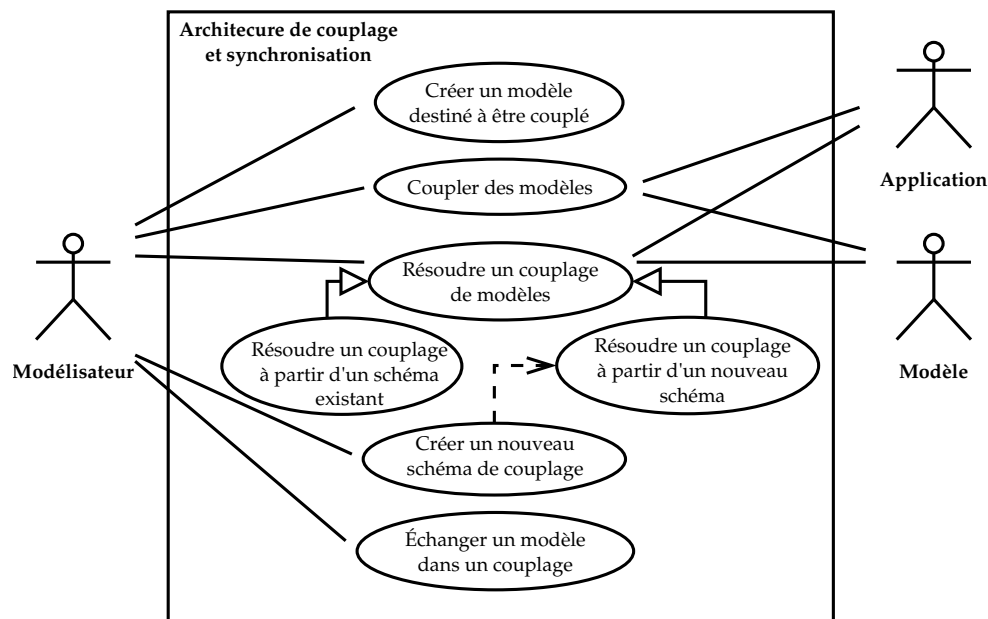 Architecure de couplage
et synchronisation
Créer un modèle
destiné à être couplé
Coupler des modèles
Application
Résoudre un couplage
de modèles
Résoudre un couplage
à partir d'un schéma
existant
Résoudre un couplage
à partir d'un nouveau
schéma
Modélisateur
Modèle
Créer un nouveau
schéma de couplage
Échanger un modèle
dans un couplage